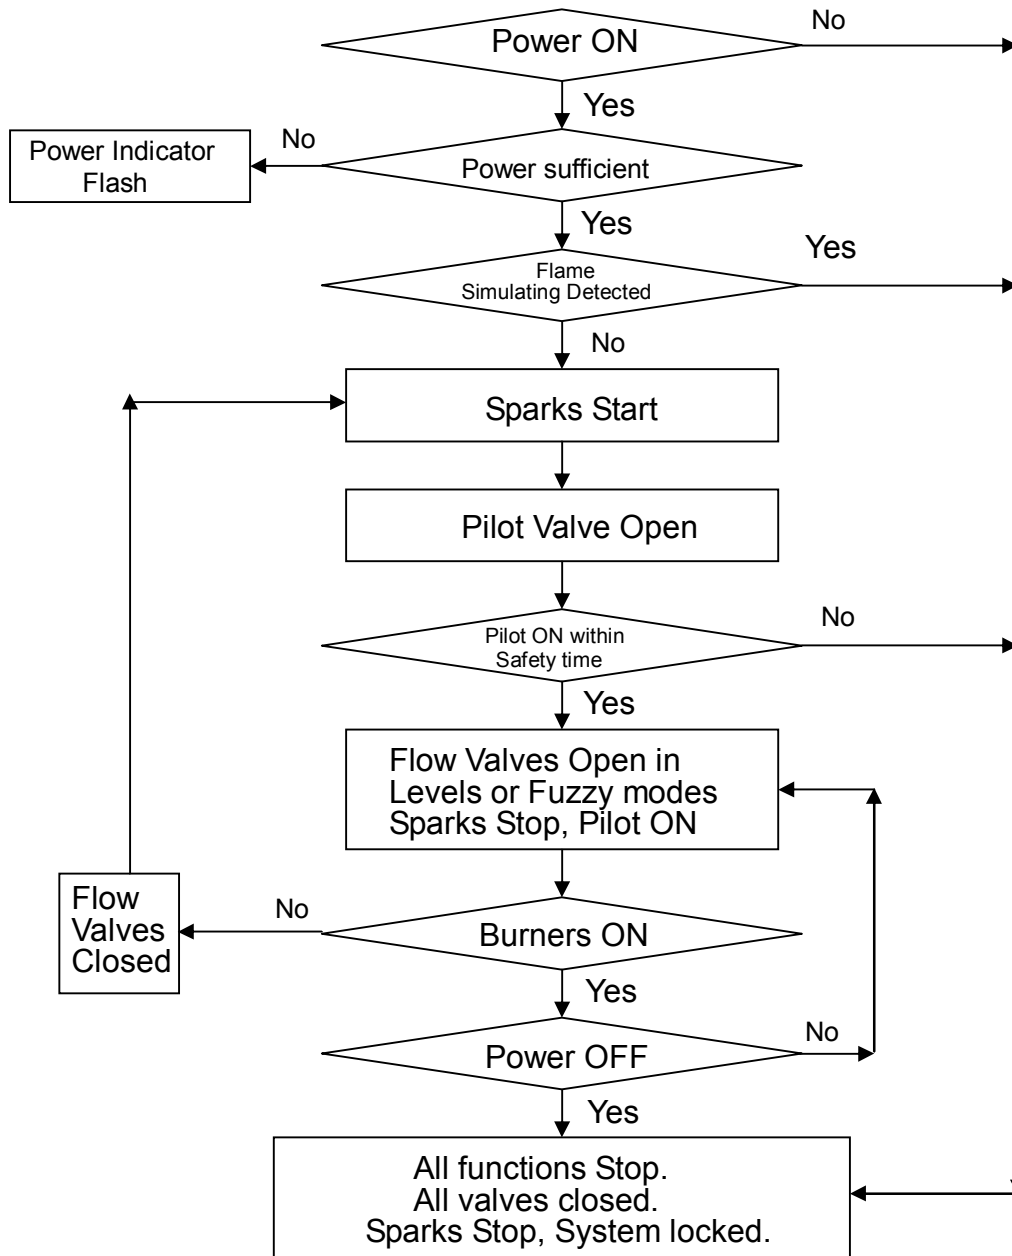 No
Power ON
Yes
No
Power Indicator
Flash
Power sufficient
Yes
Yes
Flame
Simulating Detected
No
Sparks Start
Pilot Valve Open
No
Pilot ON within
Safety time
Yes
Flow Valves Open in
Levels or Fuzzy modes
Sparks Stop, Pilot ON
Flow
Valves
Closed
No
Burners ON
Yes
No
Power OFF
Yes
All functions Stop.
All valves closed.
Sparks Stop, System locked.